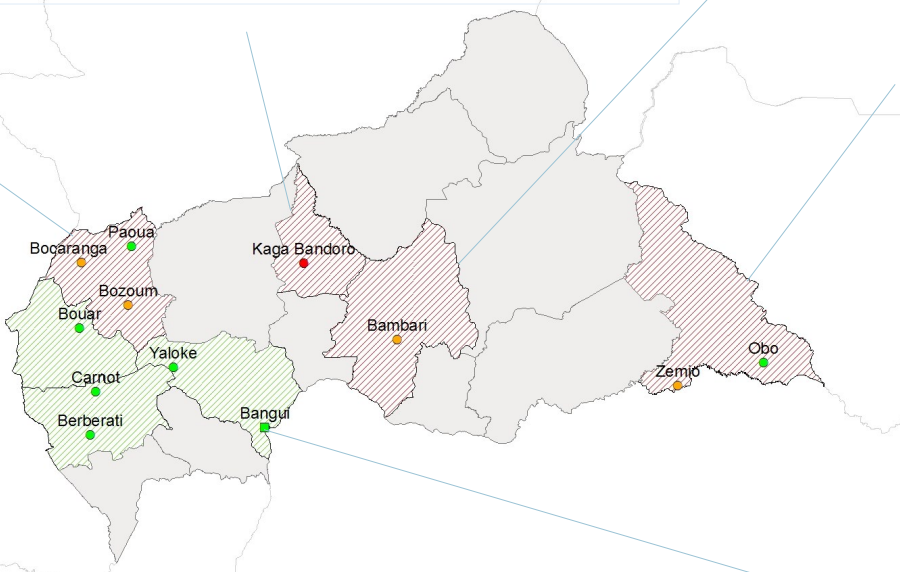 Paoua
Bocaranga
Kaga Bandoro
Bozoum
Bouar
Bambari
Yaloke
Obo
Zemio
Carnot
Bangui
Berberati